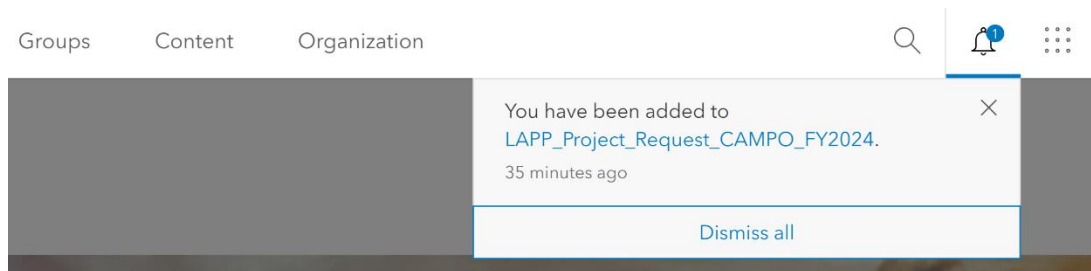 Groups Content Organization 1
You have been added to
LAPP_Project_Request_CAMPO_FY2024.
35 minutes ago
Dismiss all